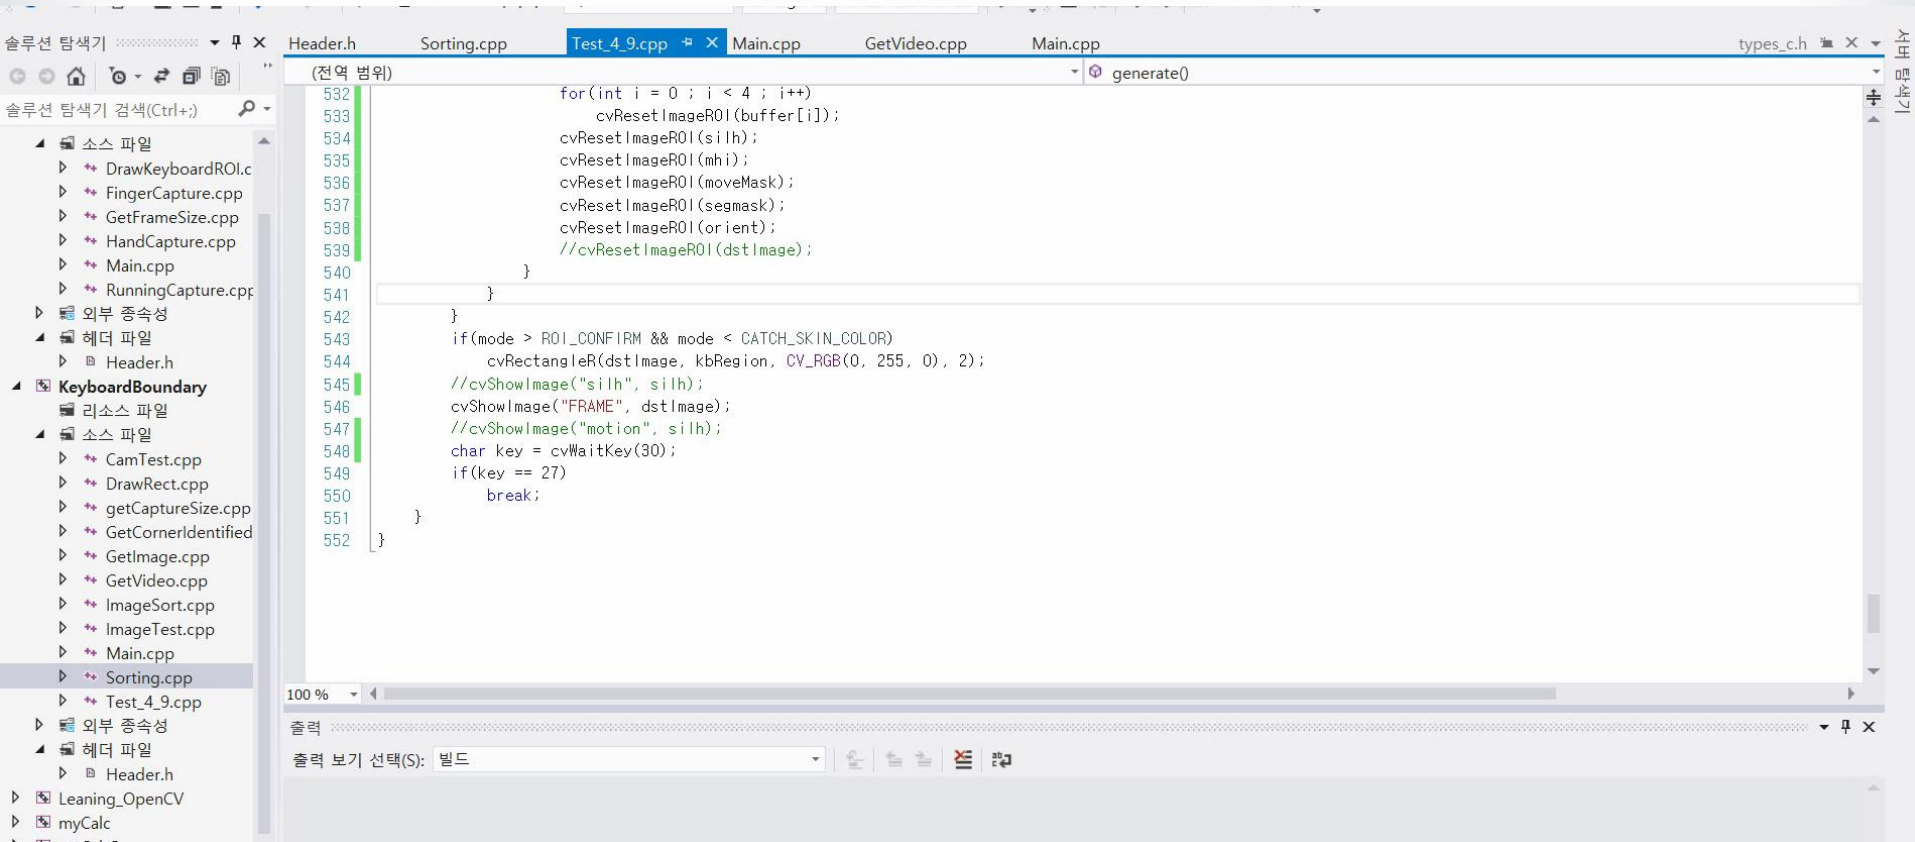 솔루션 탐색기
Header.h
Sorting.cpp
Test_4_9.cpp
Main.cpp
GetVideo.cpp
Main.cpp
types_c.h
서버 탐색기
(전역 범위)
generate()
솔루션 탐색기 검색(Ctrl+;)
소스 파일
DrawKeyboardROI.c
FingerCapture.cpp
GetFrameSize.cpp
HandCapture.cpp
Main.cpp
RunningCapture.cpp
외부 종속성
헤더 파일
Header.h
KeyboardBoundary
리소스 파일
소스 파일
CamTest.cpp
DrawRect.cpp
getCaptureSize.cpp
GetCornerIdentified
GetImage.cpp
GetVideo.cpp
ImageSort.cpp
ImageTest.cpp
Main.cpp
Sorting.cpp
Test_4_9.cpp
외부 종속성
헤더 파일
Header.h
Leaning_OpenCV
myCalc
532 for(int i = 0 ; i < 4 ; i++)
533 cvResetImageROI(buffer[i]);
534 cvResetImageROI(silh);
535 cvResetImageROI(mhi);
536 cvResetImageROI(moveMask);
537 cvResetImageROI(segmask);
538 cvResetImageROI(orient);
539 //cvResetImageROI(dstImage);
540 }
541 }
542 }
543 if(mode > ROI_CONFIRM && mode < CATCH_SKIN_COLOR)
544 cvRectangleR(dstImage, kbRegion, CV_RGB(0, 255, 0), 2);
545 //cvShowImage("silh", silh);
546 cvShowImage("FRAME", dstImage);
547 //cvShowImage("motion", silh);
548 char key = cvWaitKey(30);
549 if(key == 27)
550 break;
551 }
552 }
100 %
출력
출력 보기 선택(S): 빌드